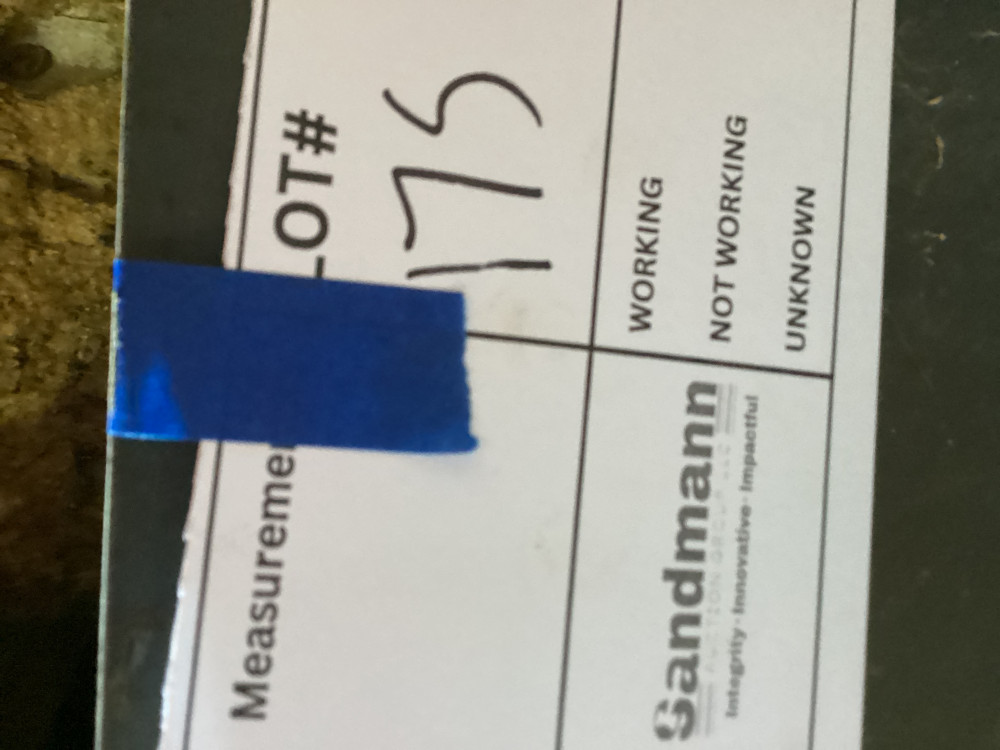 Measureme
LOT#
175
Sandmann
Integrity · Innovative · Impactful
WORKING
NOT WORKING
UNKNOWN